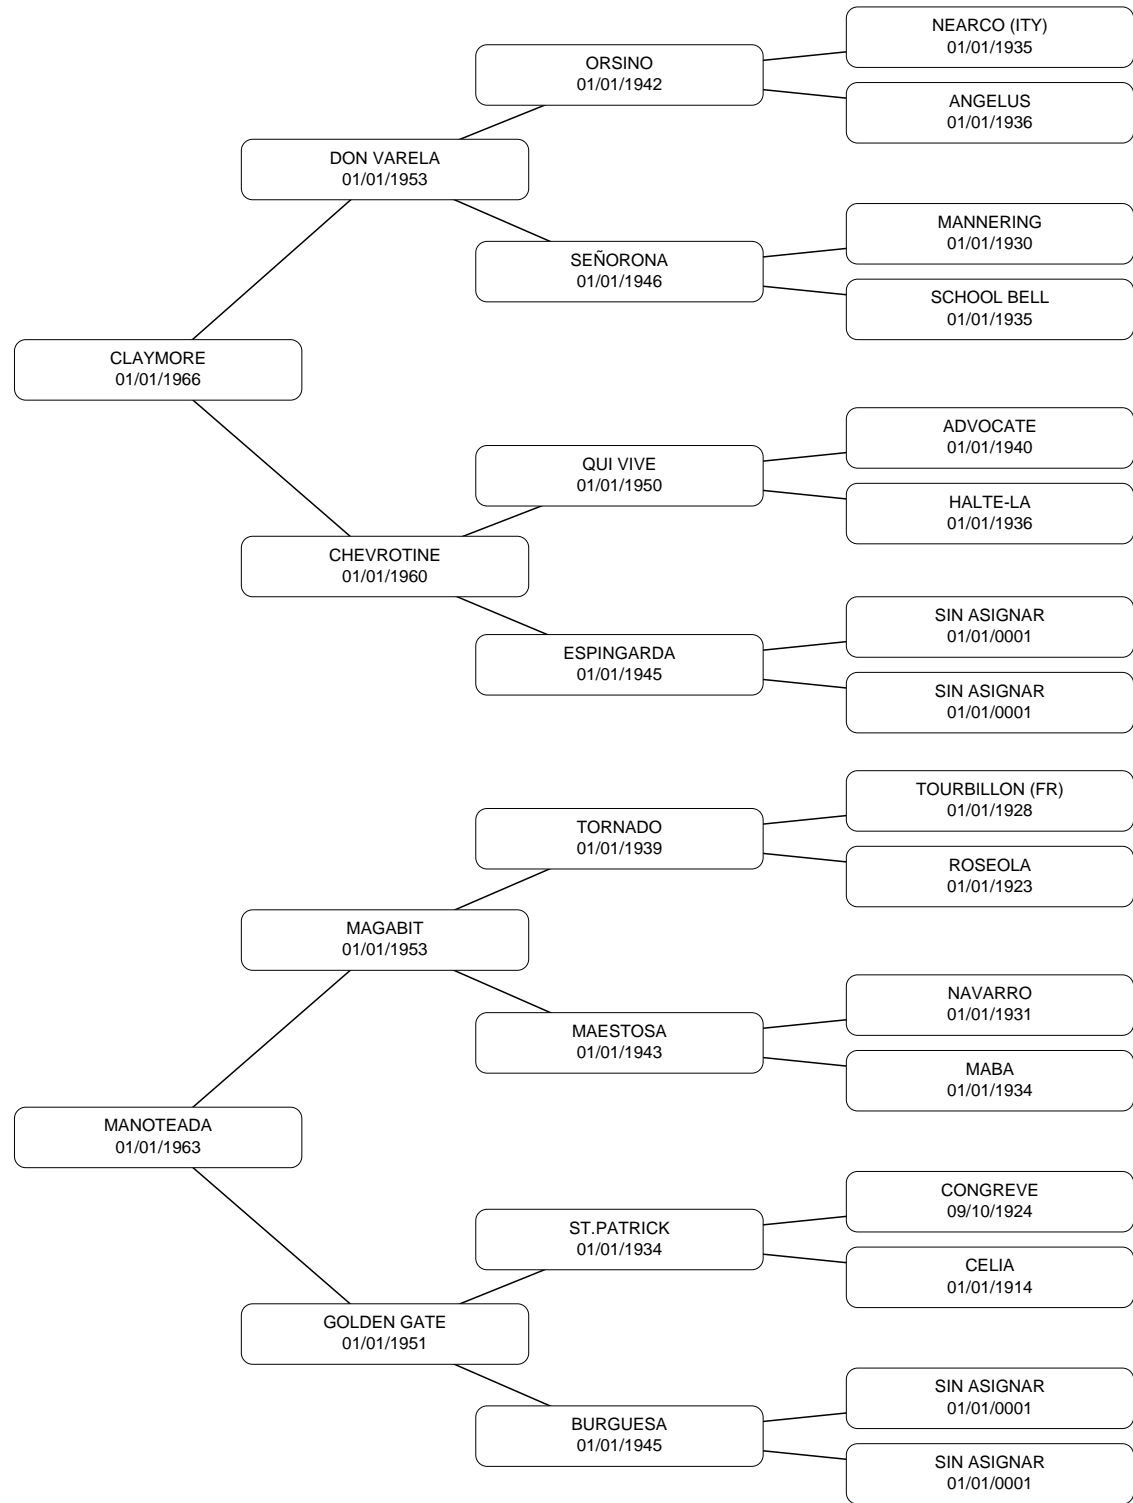 NEARCO (ITY)
01/01/1935
ORSINO
01/01/1942
ANGELUS
01/01/1936
DON VARELA
01/01/1953
MANNERING
01/01/1930
SEÑORONA
01/01/1946
SCHOOL BELL
01/01/1935
CLAYMORE
01/01/1966
ADVOCATE
01/01/1940
QUI VIVE
01/01/1950
HALTE-LA
01/01/1936
CHEVROTINE
01/01/1960
SIN ASIGNAR
01/01/0001
ESPINGARDA
01/01/1945
SIN ASIGNAR
01/01/0001
TOURBILLON (FR)
01/01/1928
TORNADO
01/01/1939
ROSEOLA
01/01/1923
MAGABIT
01/01/1953
NAVARRO
01/01/1931
MAESTOSA
01/01/1943
MABA
01/01/1934
MANOTEADA
01/01/1963
CONGREVE
09/10/1924
ST.PATRICK
01/01/1934
CELIA
01/01/1914
GOLDEN GATE
01/01/1951
SIN ASIGNAR
01/01/0001
BURGUESA
01/01/1945
SIN ASIGNAR
01/01/0001